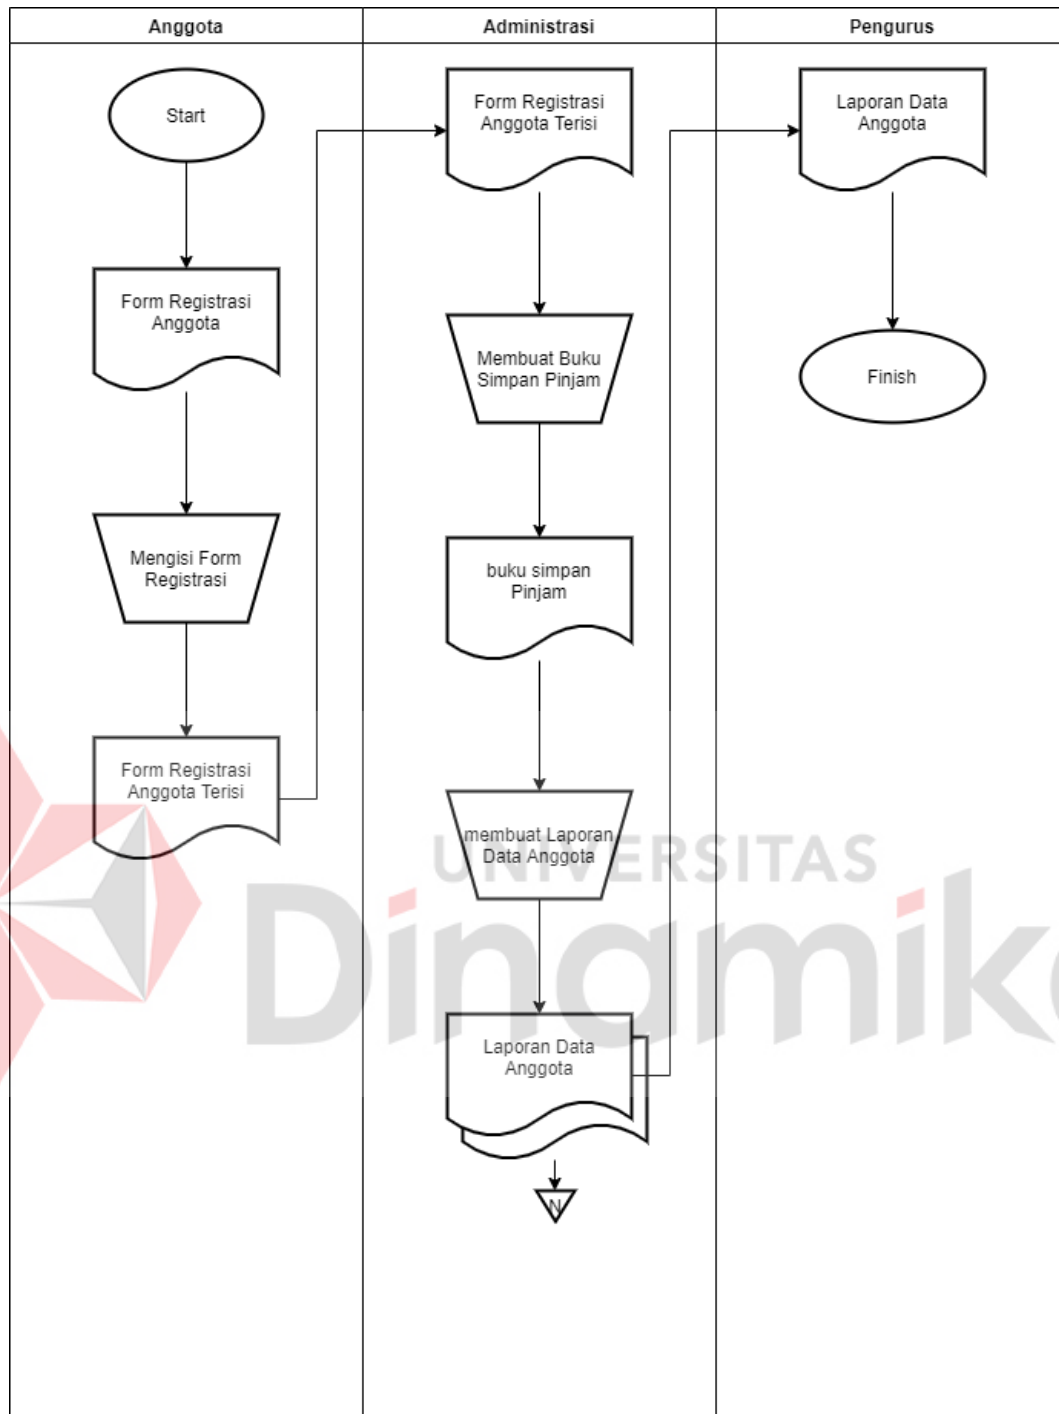 Anggota
Administrasi
Pengurus
Start
Form Registrasi
Anggota
Mengisi Form
Registrasi
Form Registrasi
Anggota Terisi
Form Registrasi
Anggota Terisi
Membuat Buku
Simpan Pinjam
buku simpan
Pinjam
membuat Laporan
Data Anggota
Laporan Data
Anggota
N
Laporan Data
Anggota
Finish
UNIVERSITAS
Dinamika